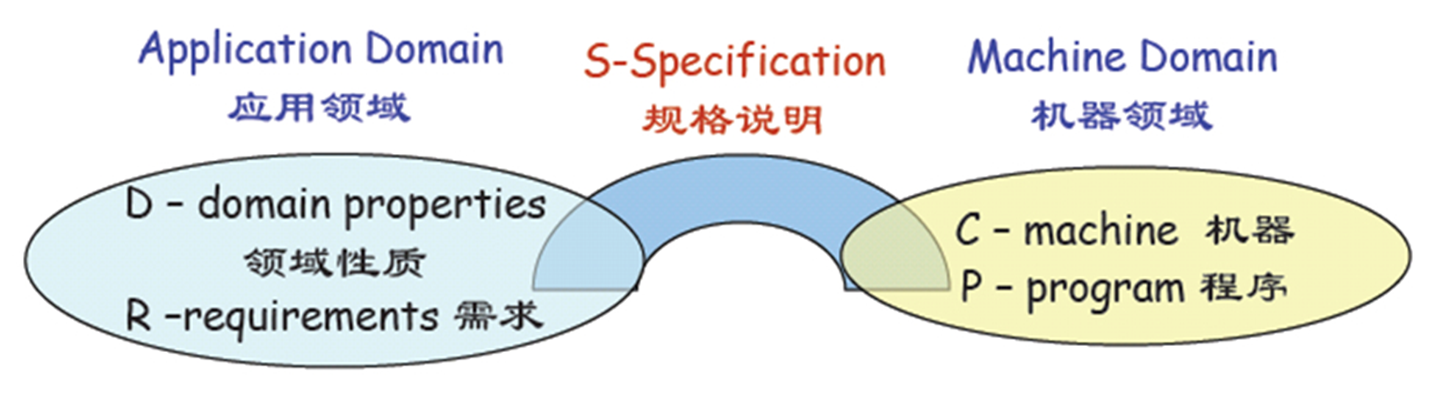 Application Domain
应用领域
S-Specification
规格说明
Machine Domain
机器领域
D – domain properties
领域性质
R –requirements 需求
C – machine 机器
P – program 程序